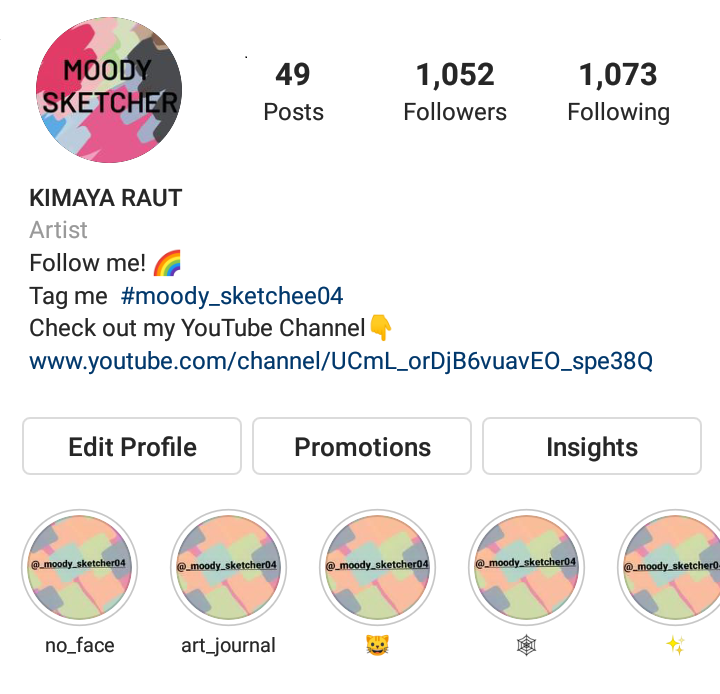 MOODY
SKETCHER
49
Posts
1,052
Followers
1,073
Following
KIMAYA RAUT
Artist
Follow me! 🌈
Tag me #moody_sketchee04
Check out my YouTube Channel👇
www.youtube.com/channel/UCmL_orDjB6vuavEO_spe38Q
Edit Profile
Promotions
Insights
@_moody_sketcher04
@_moody_sketcher04
@_moody_sketcher04
@_moody_sketcher04
@_moody_sketcher0
no_face
art_journal
😺
🕸
✨